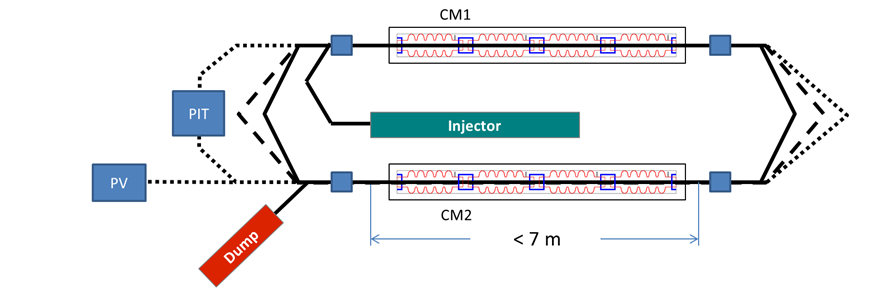 CM1
PIT
Injector
PV
CM2
Dump
< 7 m